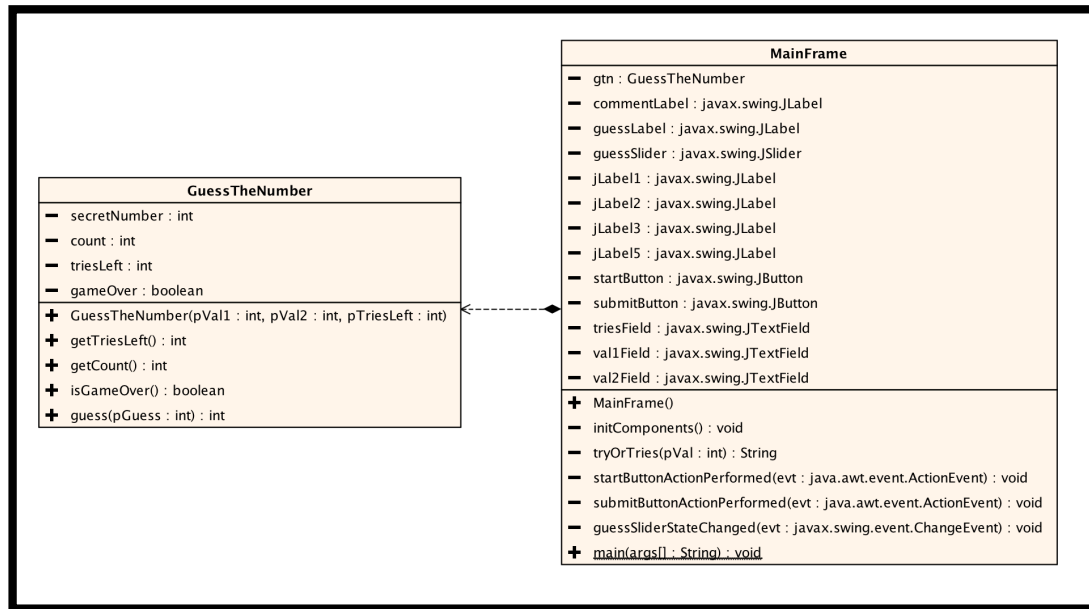 GuessTheNumber
secretNumber : int
count : int
triesLeft : int
gameOver : boolean
GuessTheNumber(pVal1 : int, pVal2 : int, pTriesLeft : int)
getTriesLeft() : int
getCount() : int
isGameOver() : boolean
guess(pGuess : int) : int
MainFrame
gtn : GuessTheNumber
commentLabel : javax.swing.JLabel
guessLabel : javax.swing.JLabel
guessSlider : javax.swing.JSlider
jLabel1 : javax.swing.JLabel
jLabel2 : javax.swing.JLabel
jLabel3 : javax.swing.JLabel
jLabel5 : javax.swing.JLabel
startButton : javax.swing.JButton
submitButton : javax.swing.JButton
triesField : javax.swing.JTextField
val1Field : javax.swing.JTextField
val2Field : javax.swing.JTextField
MainFrame()
initComponents() : void
tryOrTries(pVal : int) : String
startButtonActionPerformed(evt : java.awt.event.ActionEvent) : void
submitButtonActionPerformed(evt : java.awt.event.ActionEvent) : void
guessSliderStateChanged(evt : javax.swing.event.ChangeEvent) : void
main(args[] : String) : void